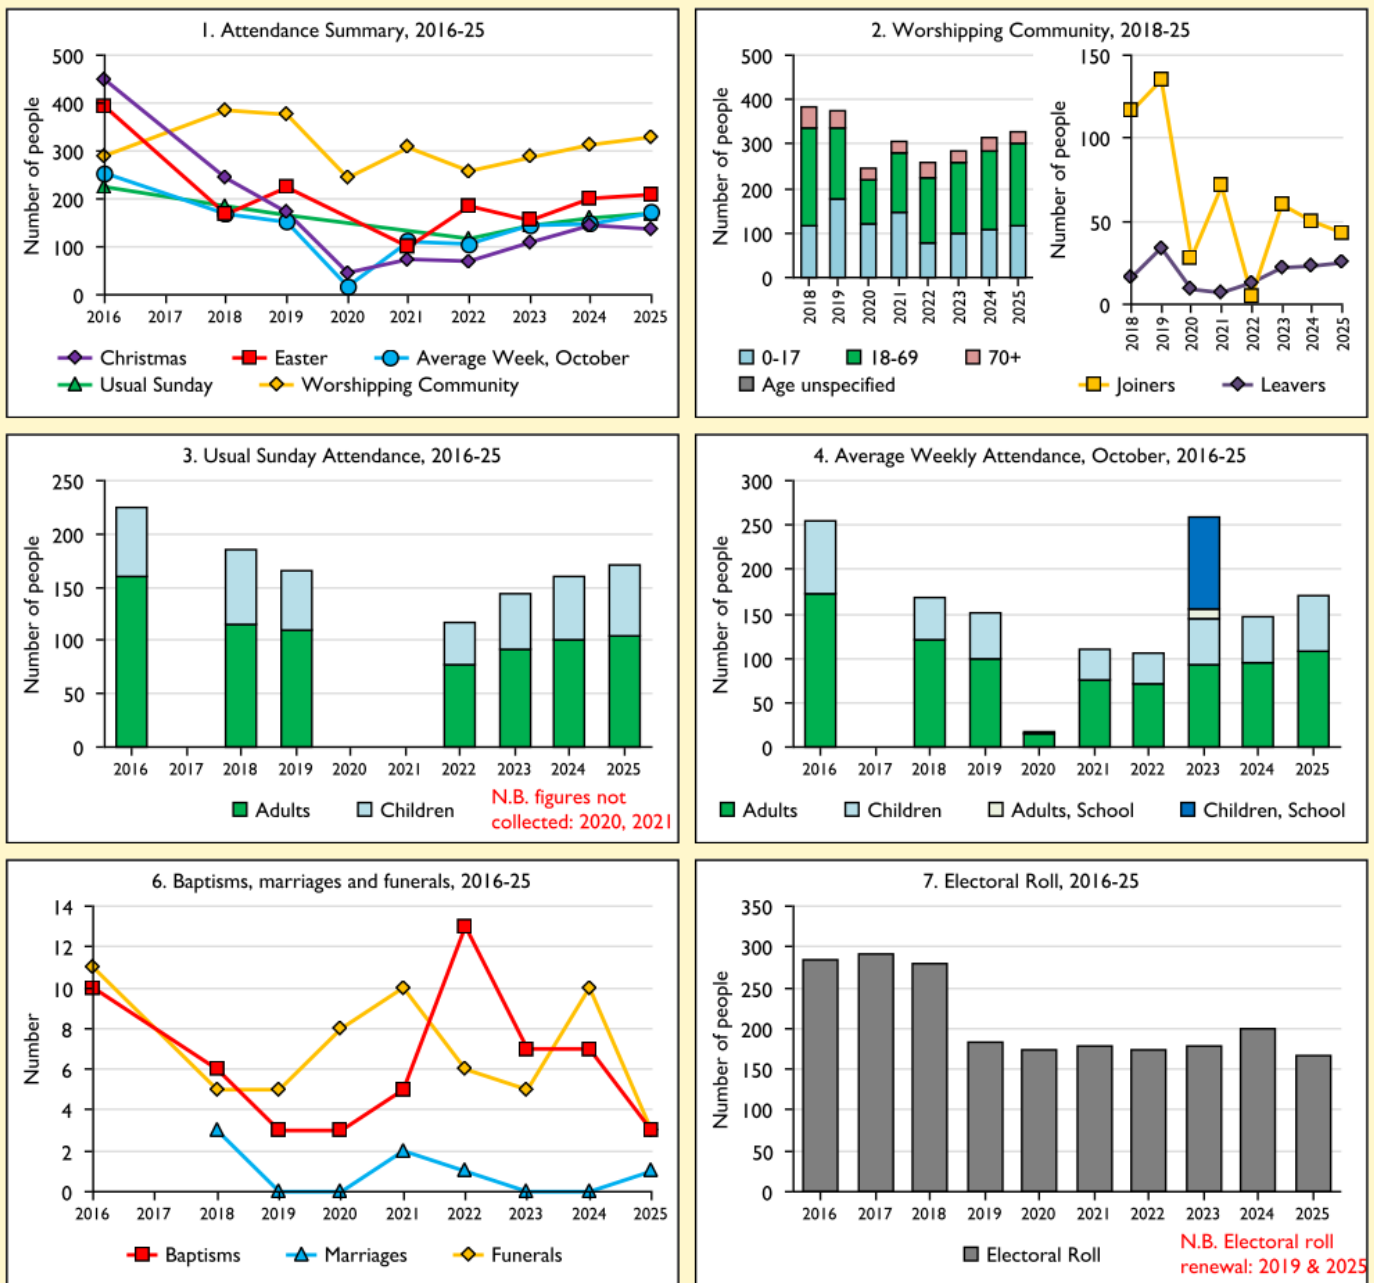 1. Attendance Summary, 2016-25
Number of people
500
400
300
200
100
0
2016 2017 2018 2019 2020 2021 2022 2023 2024 2025
Christmas Easter Average Week, October
Usual Sunday Worshipping Community
2. Worshipping Community, 2018-25
Number of people
500
400
300
200
100
0
2018 2019 2020 2021 2022 2023 2024 2025
0-17 18-69 70+
Age unspecified
Number of people
150
100
50
0
2018 2019 2020 2021 2022 2023 2024 2025
Joiners Leavers
3. Usual Sunday Attendance, 2016-25
Number of people
250
200
150
100
50
0
2016 2017 2018 2019 2020 2021 2022 2023 2024 2025
Adults Children
N.B. figures not
collected: 2020, 2021
4. Average Weekly Attendance, October, 2016-25
Number of people
300
250
200
150
100
50
0
2016 2017 2018 2019 2020 2021 2022 2023 2024 2025
Adults Children Adults, School Children, School
6. Baptisms, marriages and funerals, 2016-25
Number
14
12
10
8
6
4
2
0
2016 2017 2018 2019 2020 2021 2022 2023 2024 2025
Baptisms Marriages Funerals
7. Electoral Roll, 2016-25
Number of people
350
300
250
200
150
100
50
0
2016 2017 2018 2019 2020 2021 2022 2023 2024 2025
Electoral Roll
N.B. Electoral roll
renewal: 2019 & 2025